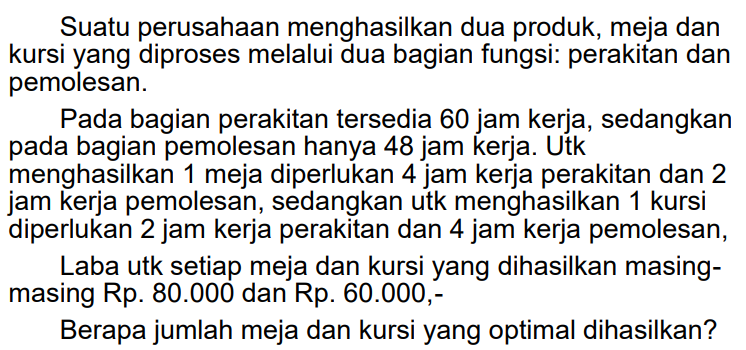 Suatu perusahaan menghasilkan dua produk, meja dan
kursi yang diproses melalui dua bagian fungsi: perakitan dan
pemolesan.
Pada bagian perakitan tersedia 60 jam kerja, sedangkan
pada bagian pemolesan hanya 48 jam kerja. Utk
menghasilkan 1 meja diperlukan 4 jam kerja perakitan dan 2
jam kerja pemolesan, sedangkan utk menghasilkan 1 kursi
diperlukan 2 jam kerja perakitan dan 4 jam kerja pemolesan,
Laba utk setiap meja dan kursi yang dihasilkan masing-
masing Rp. 80.000 dan Rp. 60.000,-
Berapa jumlah meja dan kursi yang optimal dihasilkan?